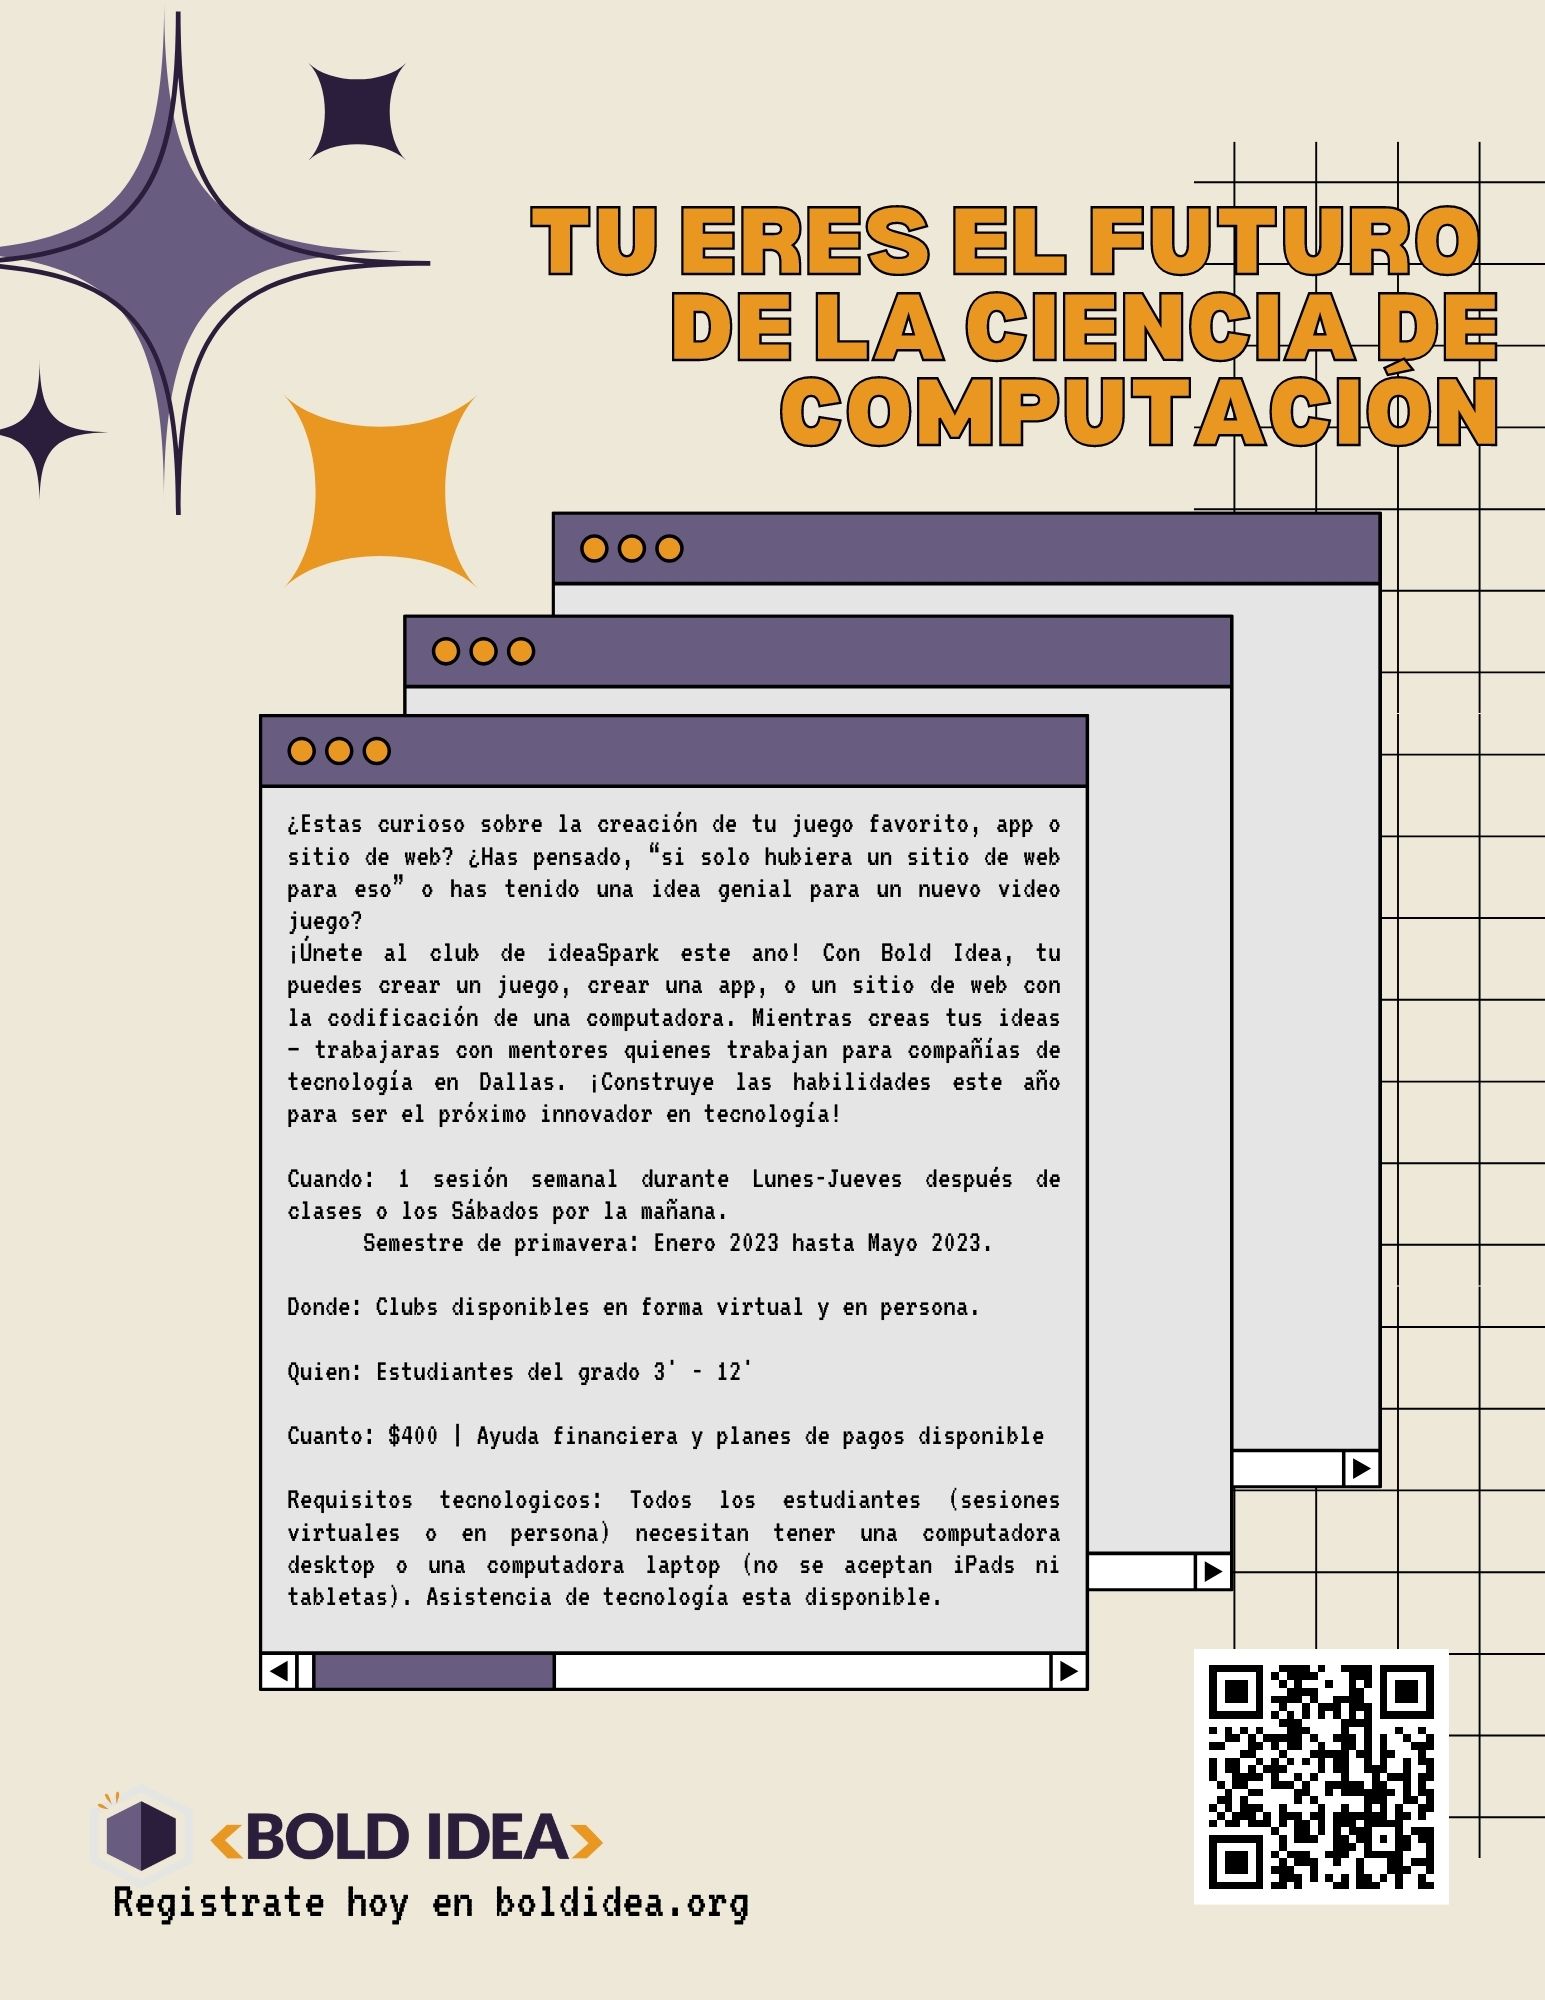 TU ERES EL FUTURO
DE LA CIENCIA DE
COMPUTACIÓN
¿Estas curioso sobre la creación de tu juego favorito, app o
sitio de web? ¿Has pensado, “si solo hubiera un sitio de web
para eso” o has tenido una idea genial para un nuevo video
juego?
¡Únete al club de ideaSpark este ano! Con Bold Idea, tu
puedes crear un juego, crear una app, o un sitio de web con
la codificación de una computadora. Mientras creas tus ideas
– trabajaras con mentores quienes trabajan para compañías de
tecnología en Dallas. ¡Construye las habilidades este año
para ser el próximo innovador en tecnología!
Cuando: 1 sesión semanal durante Lunes-Jueves después de
clases o los Sábados por la mañana.
Semestre de primavera: Enero 2023 hasta Mayo 2023.
Donde: Clubs disponibles en forma virtual y en persona.
Quien: Estudiantes del grado 3' - 12'
Cuanto: $400 | Ayuda financiera y planes de pagos disponible
Requisitos tecnologicos: Todos los estudiantes (sesiones
virtuales o en persona) necesitan tener una computadora
desktop o una computadora laptop (no se aceptan iPads ni
tabletas). Asistencia de tecnología esta disponible.
<BOLD IDEA>
Registrate hoy en boldidea.org